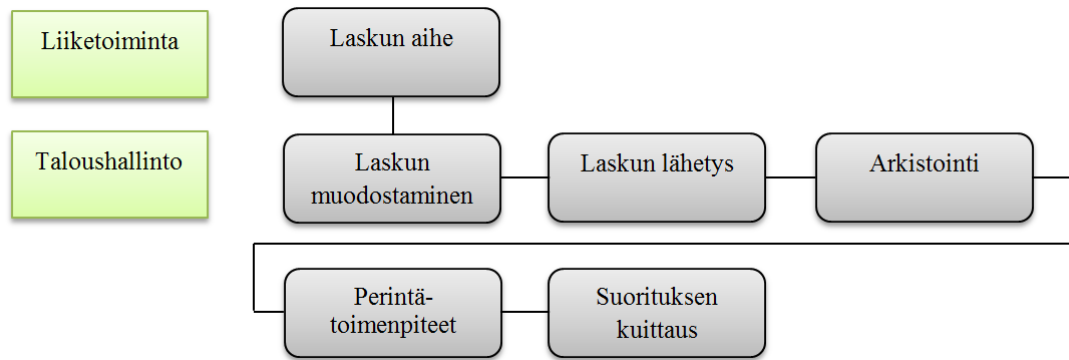 Liiketoiminta
Laskun aihe
Taloushallinto
Laskun
muodostaminen
Laskun lähetys
Arkistointi
Perintä-
toimenpiteet
Suorituksen
kuittaus